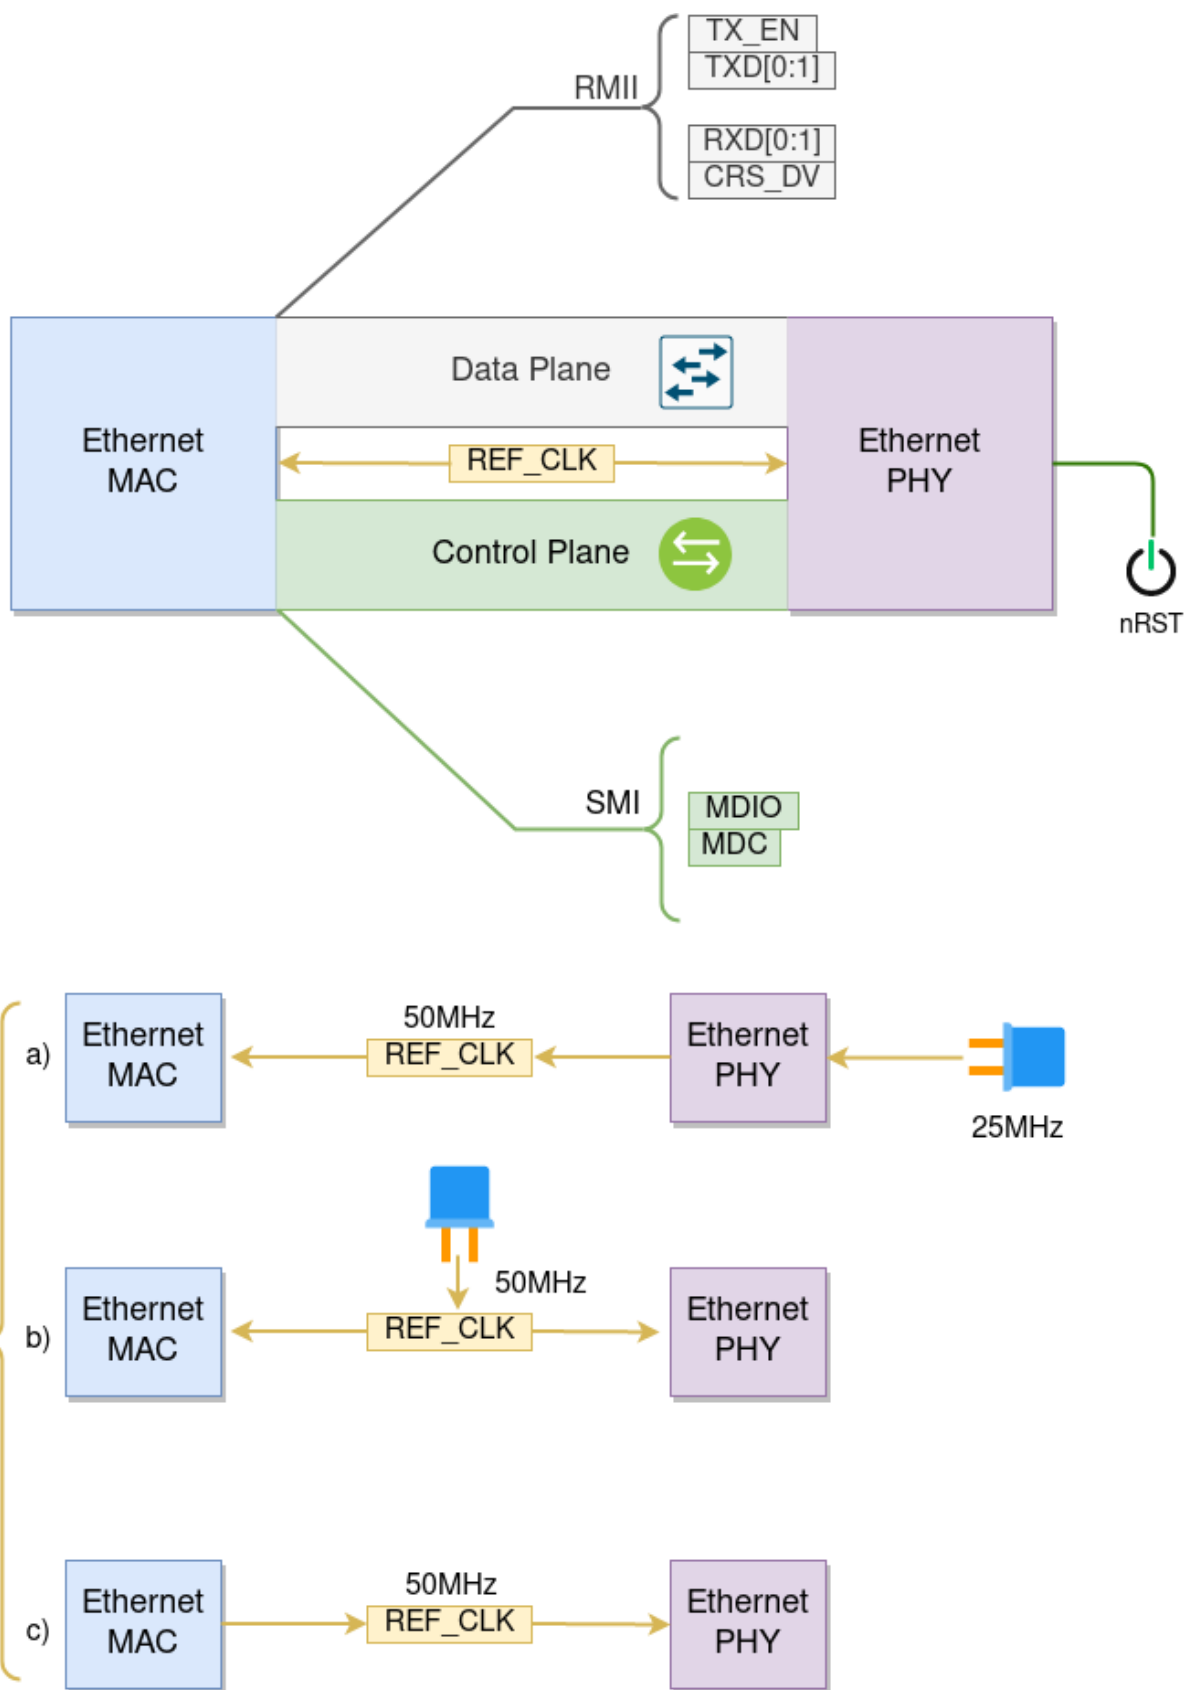 TX_EN
TXD[0:1]
RMII
RXD[0:1]
CRS_DV
Data Plane
Ethernet
MAC
REF_CLK
Ethernet
PHY
Control Plane
nRST
SMI
MDIO
MDC
a)
Ethernet
MAC
50MHz
REF_CLK
Ethernet
PHY
25MHz
50MHz
b)
Ethernet
MAC
REF_CLK
Ethernet
PHY
c)
Ethernet
MAC
50MHz
REF_CLK
Ethernet
PHY